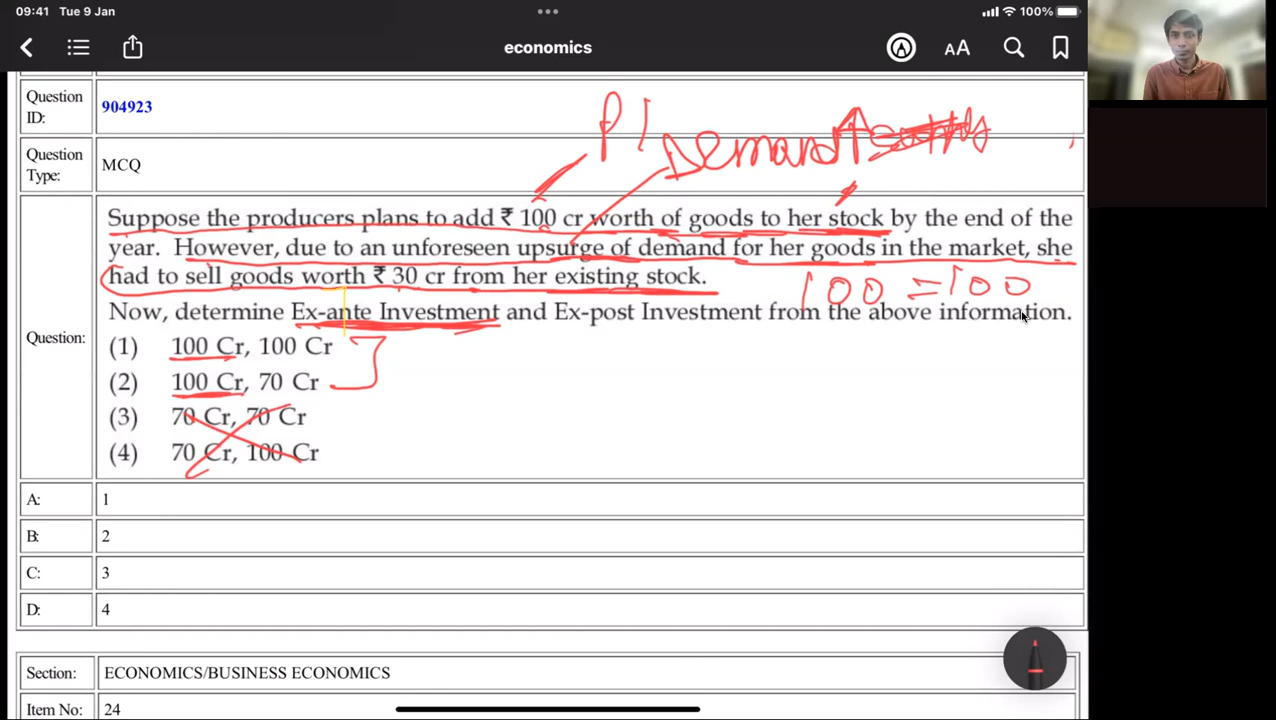 09:41 Tue 9 Jan
100%
economics
AA
Question ID:
904923
Question Type:
MCQ
P1
Demand
Question:
Suppose the producers plans to add ₹ 100 cr worth of goods to her stock by the end of the
year. However, due to an unforeseen upsurge of demand for her goods in the market, she
had to sell goods worth ₹ 30 cr from her existing stock.
100 = 100
Now, determine Ex-ante Investment and Ex-post Investment from the above information.
(1) 100 Cr, 100 Cr
(2) 100 Cr, 70 Cr
(3) 70 Cr, 70 Cr
(4) 70 Cr, 100 Cr
A: 1
B: 2
C: 3
D: 4
Section: ECONOMICS/BUSINESS ECONOMICS
Item No: 24